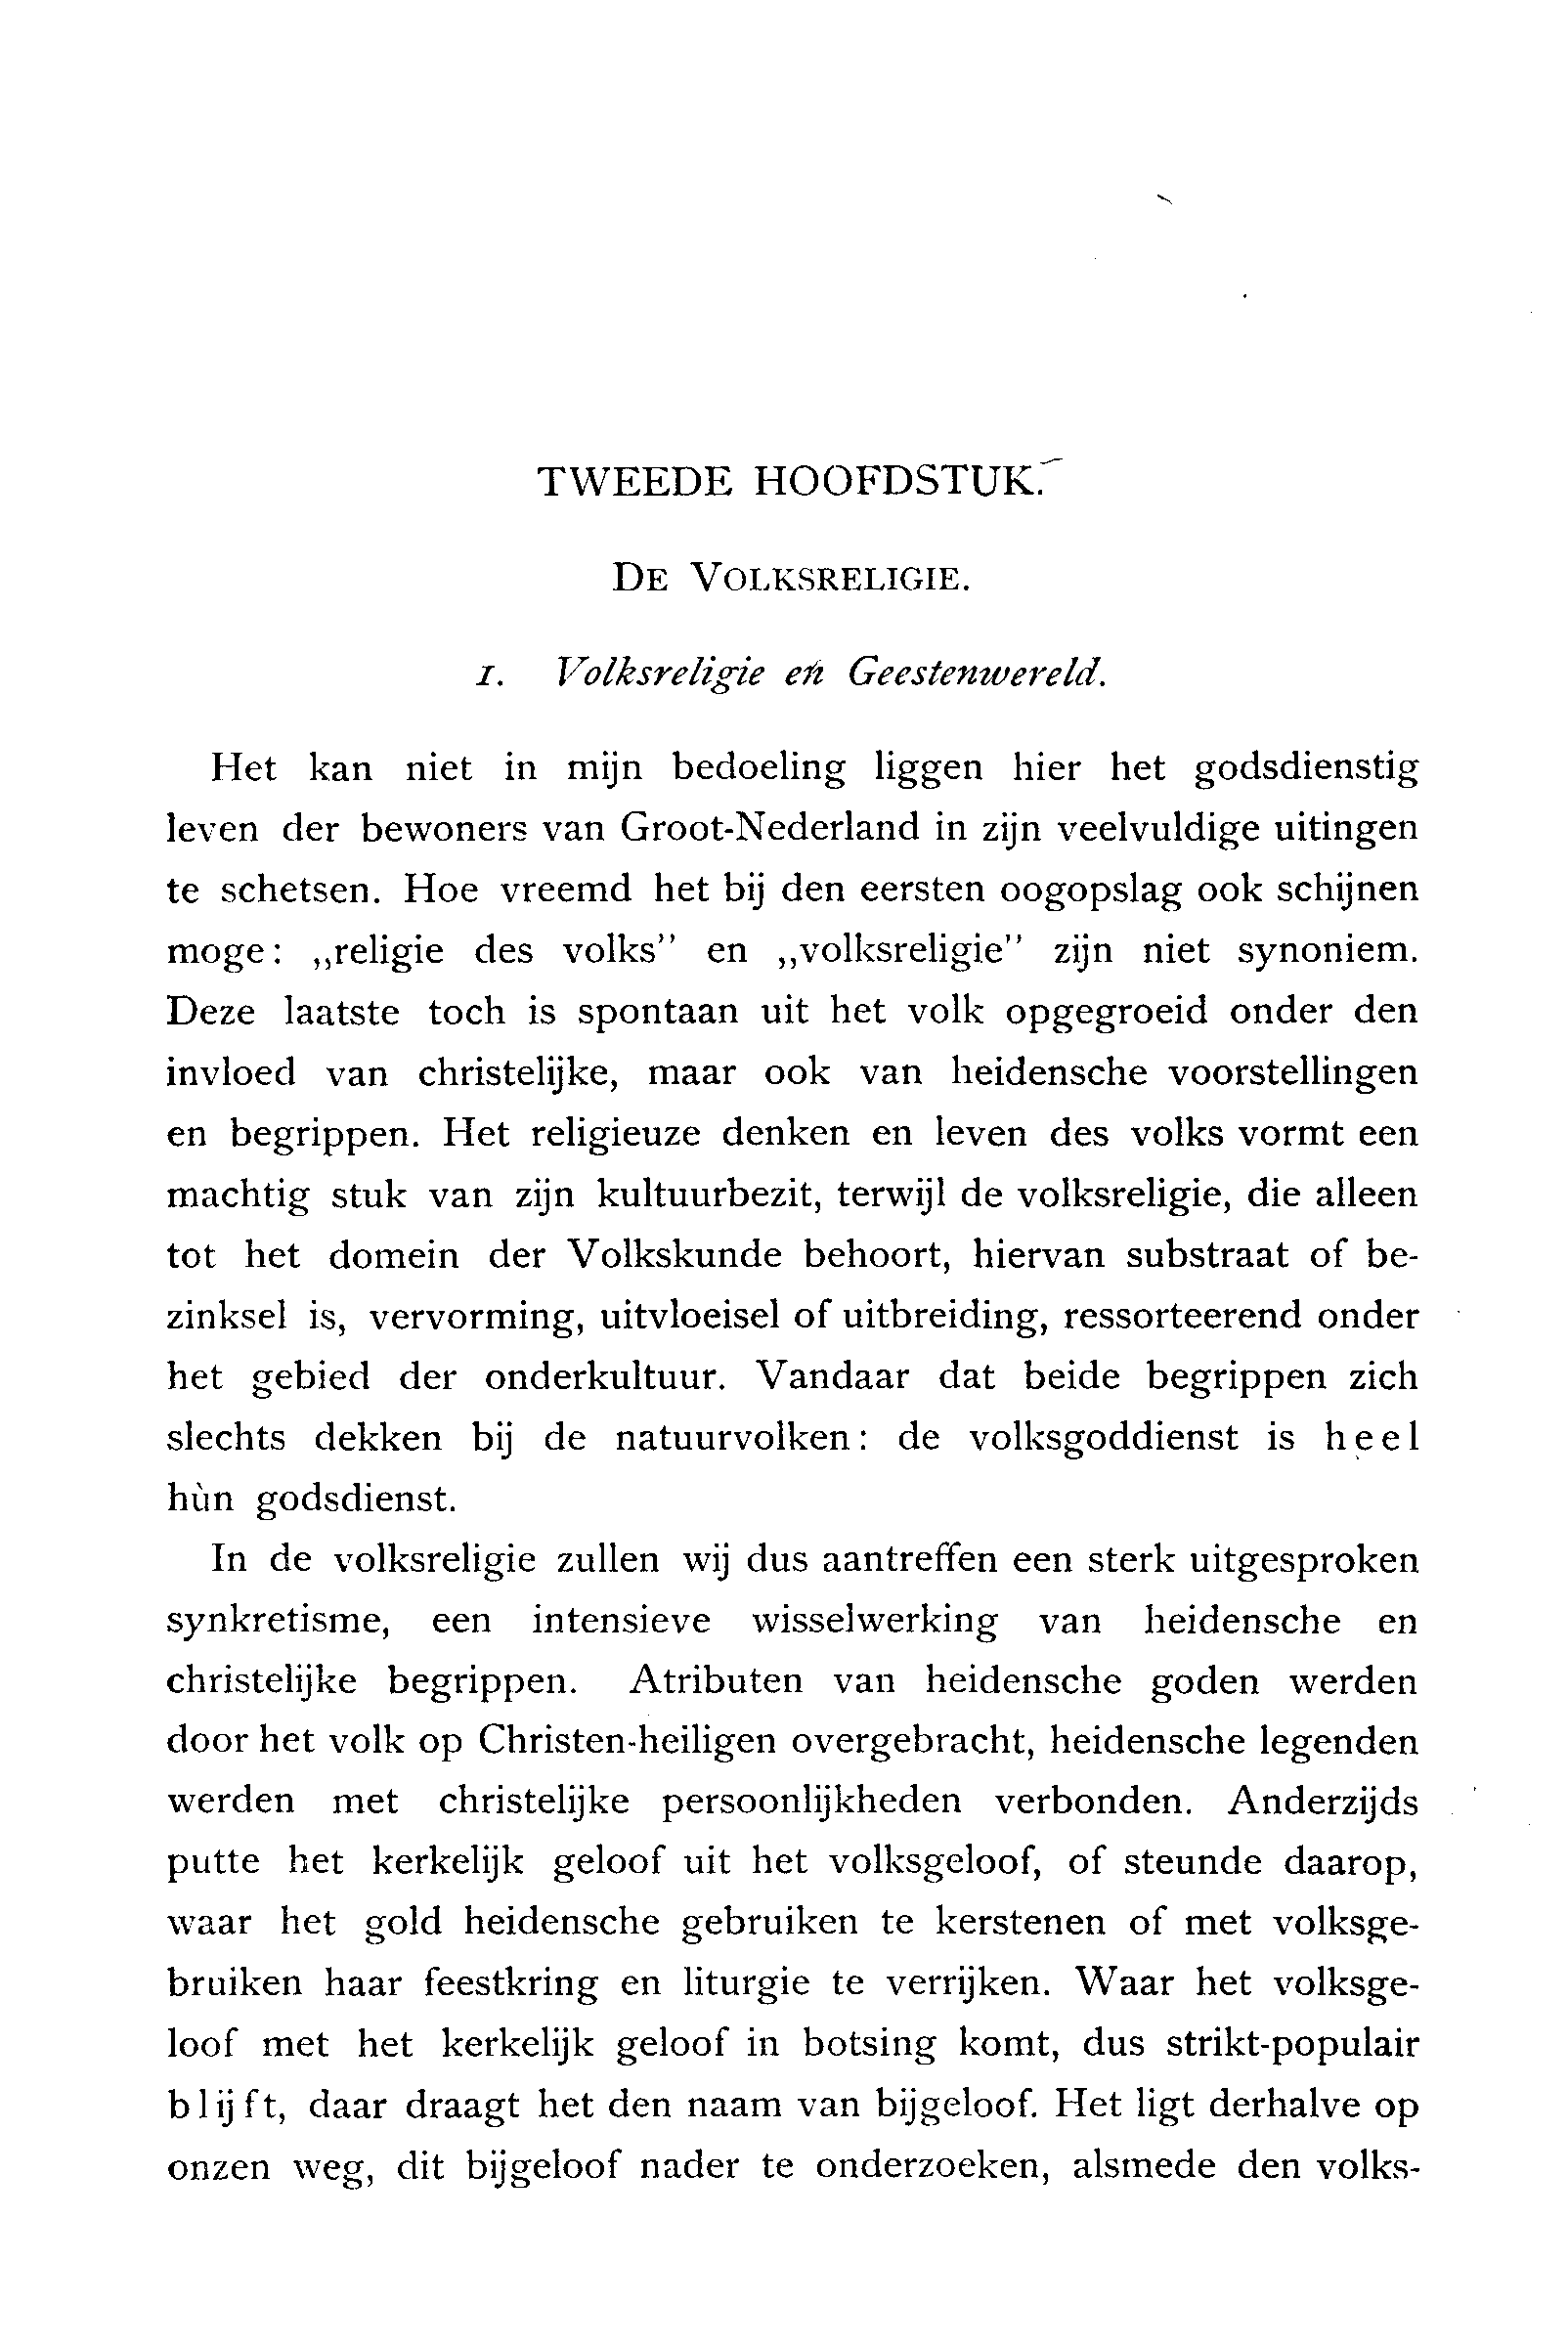 TWEEDE HOOFDSTUK.
DE VOLKSRELIGIE.
1. Volksreligie en Geestenwereld.
Het kan niet in mijn bedoeling liggen hier het godsdienstig
leven der bewoners van Groot-Nederland in zijn veelvuldige uitingen
te schetsen. Hoe vreemd het bij den eersten oogopslag ook schijnen
moge: „religie des volks” en „volksreligie” zijn niet synoniem.
Deze laatste toch is spontaan uit het volk opgegroeid onder den
invloed van christelijke, maar ook van heidensche voorstellingen
en begrippen. Het religieuze denken en leven des volks vormt een
machtig stuk van zijn kultuurbezit, terwijl de volksreligie, die alleen
tot het domein der Volkskunde behoort, hiervan substraat of be-
zinksel is, vervorming, uitvloeisel of uitbreiding, ressorteerend onder
het gebied der onderkultuur. Vandaar dat beide begrippen zich
slechts dekken bij de natuurvolken: de volksgoddienst is heel
hùn godsdienst.
In de volksreligie zullen wij dus aantreffen een sterk uitgesproken
synkretisme, een intensieve wisselwerking van heidensche en
christelijke begrippen. Atributen van heidensche goden werden
door het volk op Christen-heiligen overgebracht, heidensche legenden
werden met christelijke persoonlijkheden verbonden. Anderzijds
putte het kerkelijk geloof uit het volksgeloof, of steunde daarop,
waar het gold heidensche gebruiken te kerstenen of met volksge-
bruiken haar feestkring en liturgie te verrijken. Waar het volksge-
loof met het kerkelijk geloof in botsing komt, dus strikt-populair
blijft, daar draagt het den naam van bijgeloof. Het ligt derhalve op
onzen weg, dit bijgeloof nader te onderzoeken, alsmede den volks-